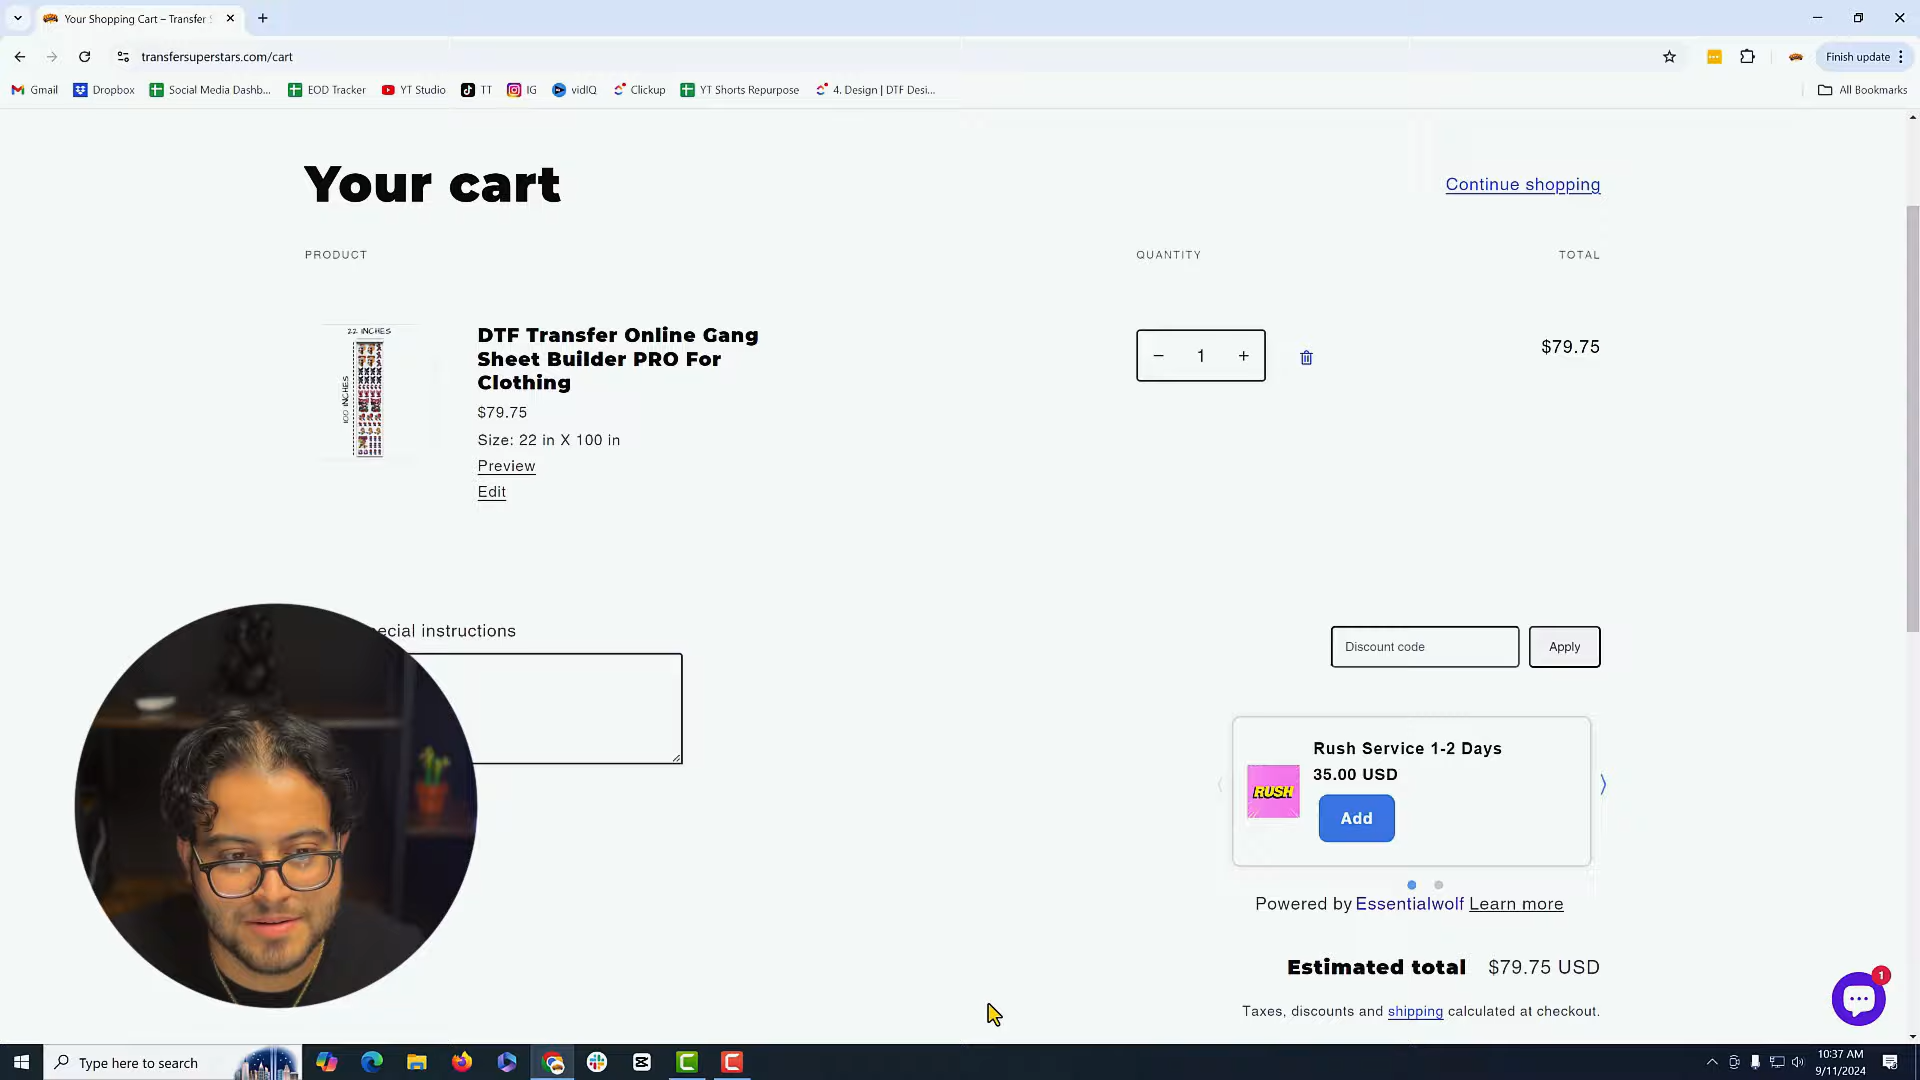 Your Shopping Cart – Transfer
transfersuperstars.com/cart
Finish update
Gmail
Dropbox
Social Media Dashb...
EOD Tracker
YT Studio
TT
IG
vidIQ
Clickup
YT Shorts Repurpose
4. Design | DTF Desi...
All Bookmarks
Your cart
Continue shopping
PRODUCT
QUANTITY
TOTAL
22 INCHES
100 INCHES
DTF Transfer Online Gang
Sheet Builder PRO For
Clothing
$79.75
Size: 22 in X 100 in
Preview
Edit
− 1 +
$79.75
ecial instructions
Discount code
Apply
RUSH
Rush Service 1-2 Days
35.00 USD
Add
Powered by Essentialwolf Learn more
Estimated total $79.75 USD
Taxes, discounts and shipping calculated at checkout.
1
Type here to search
10:37 AM
9/11/2024